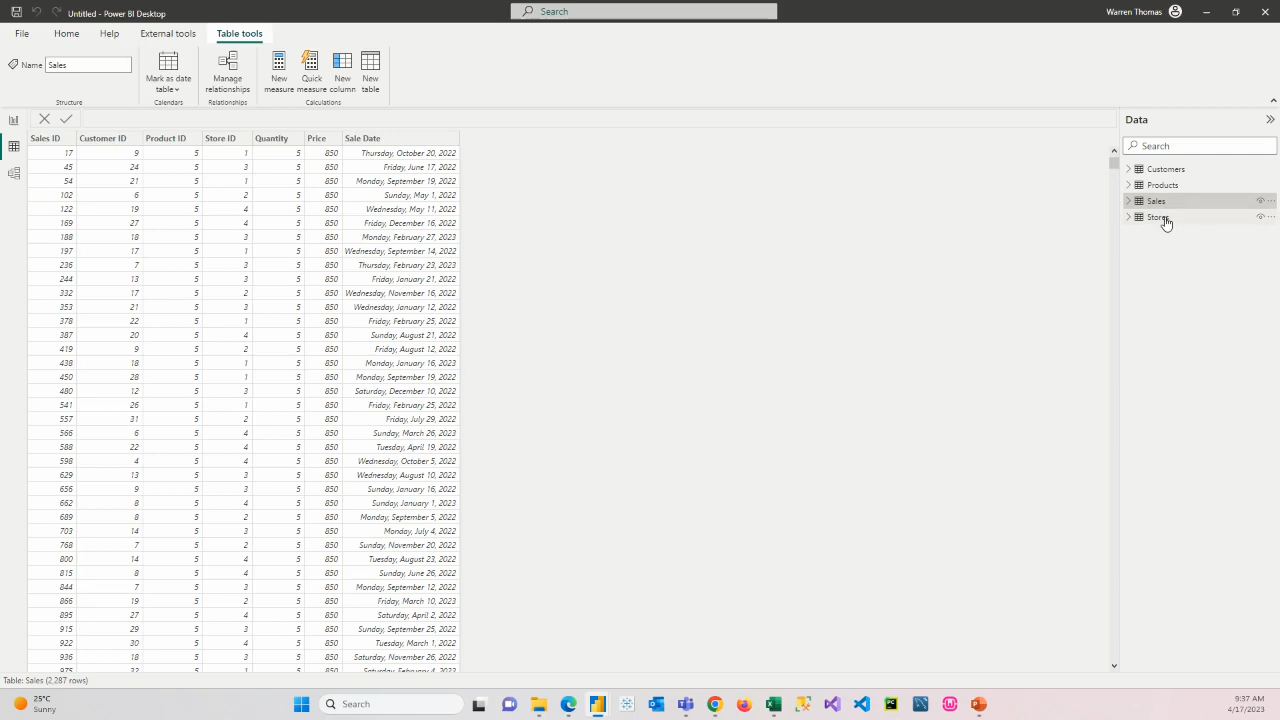 Untitled - Power BI Desktop
Search
Warren Thomas
File Home Help External tools Table tools
Name Sales
Mark as date table
Manage relationships
New measure
Quick measure
New column
New table
Structure Calendars Relationships Calculations
Sales ID Customer ID Product ID Store ID Quantity Price Sale Date
17 9 5 1 5 850 Thursday, October 20, 2022
45 24 5 3 5 850 Friday, June 17, 2022
54 21 5 1 5 850 Monday, September 19, 2022
102 6 5 2 5 850 Sunday, May 1, 2022
122 19 5 4 5 850 Wednesday, May 11, 2022
169 27 5 4 5 850 Friday, December 16, 2022
188 18 5 3 5 850 Monday, February 27, 2023
197 17 5 1 5 850 Wednesday, September 14, 2022
236 7 5 3 5 850 Thursday, February 23, 2023
244 13 5 3 5 850 Friday, January 21, 2022
332 17 5 2 5 850 Wednesday, November 16, 2022
353 21 5 3 5 850 Wednesday, January 12, 2022
378 22 5 1 5 850 Friday, February 25, 2022
387 20 5 4 5 850 Sunday, August 21, 2022
419 9 5 2 5 850 Friday, August 12, 2022
438 18 5 1 5 850 Monday, January 16, 2023
450 28 5 1 5 850 Monday, September 19, 2022
480 12 5 3 5 850 Saturday, December 10, 2022
541 26 5 1 5 850 Friday, February 25, 2022
557 31 5 2 5 850 Friday, July 29, 2022
566 6 5 4 5 850 Sunday, March 26, 2023
588 22 5 4 5 850 Tuesday, April 19, 2022
598 4 5 4 5 850 Wednesday, October 5, 2022
629 13 5 3 5 850 Wednesday, August 10, 2022
656 9 5 3 5 850 Sunday, January 16, 2022
662 8 5 4 5 850 Sunday, January 1, 2023
689 8 5 2 5 850 Monday, September 5, 2022
703 14 5 3 5 850 Monday, July 4, 2022
768 7 5 2 5 850 Sunday, November 20, 2022
800 14 5 4 5 850 Tuesday, August 23, 2022
815 8 5 4 5 850 Sunday, June 26, 2022
844 7 5 3 5 850 Monday, September 12, 2022
866 19 5 2 5 850 Friday, March 10, 2023
895 27 5 4 5 850 Saturday, April 2, 2022
915 29 5 3 5 850 Sunday, September 25, 2022
922 30 5 4 5 850 Tuesday, March 1, 2022
936 18 5 3 5 850 Saturday, November 26, 2022
975 32 5 1 5 850 Saturday, February 4, 2023
Data
Search
Customers
Products
Sales
Table: Sales (2,287 rows)
25°C
Sunny
Search
9:37 AM
4/17/2023